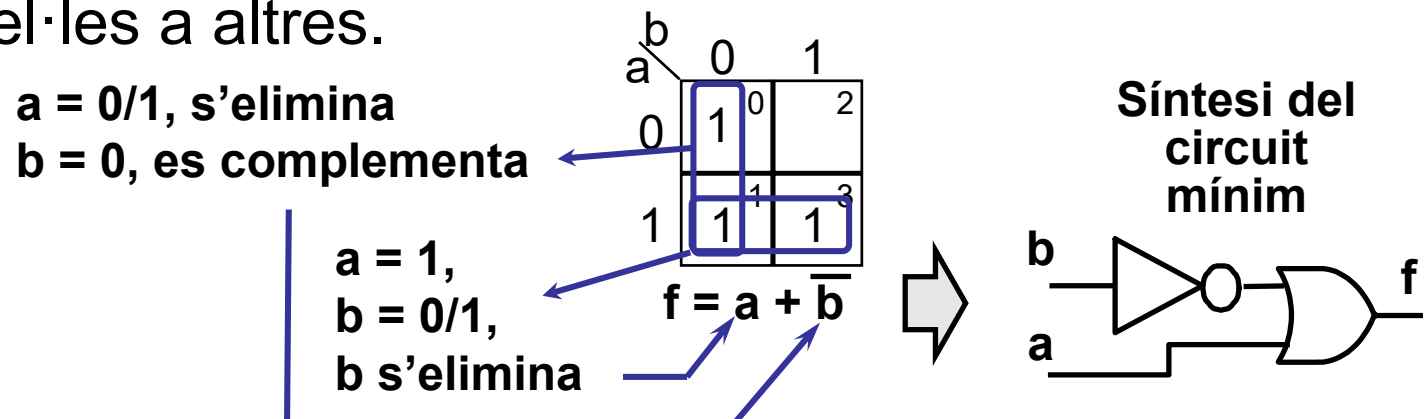 el·les a altres.
a = 0/1, s’elimina
b = 0, es complementa
a = 1,
b = 0/1,
b s’elimina
b
a
0 1
0 1 0 2
1 1 1 1 3
f = a + b̅
Síntesi del
circuit
mínim
b
a
f